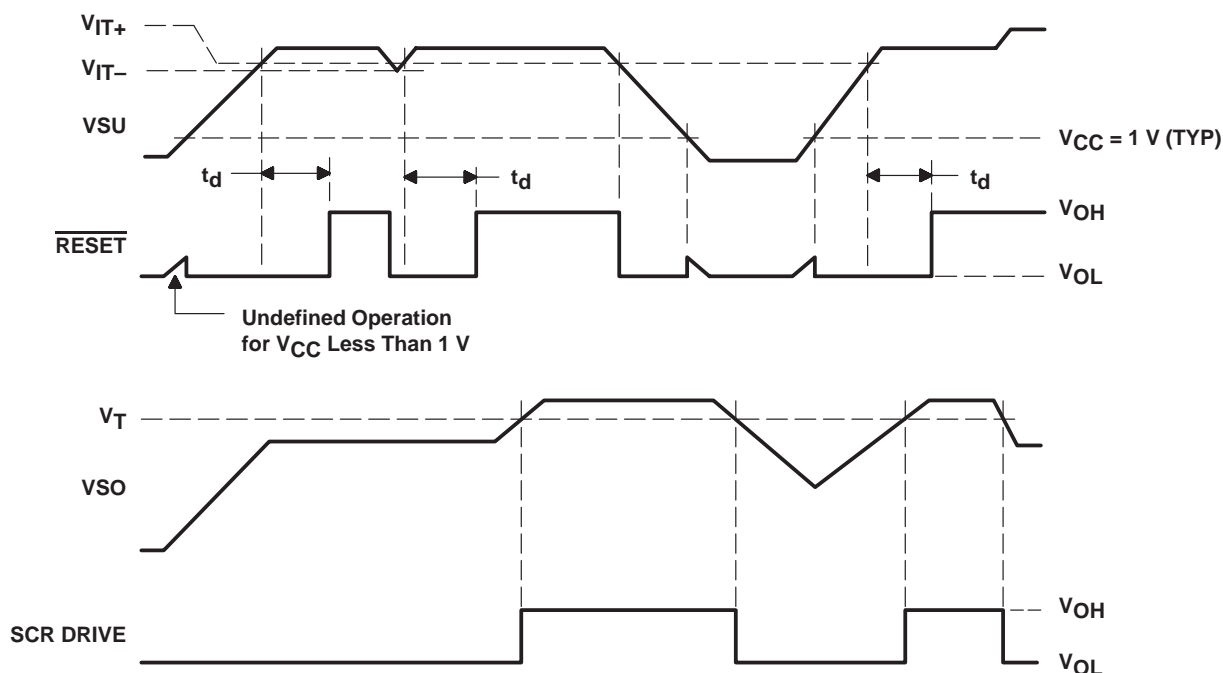 VIT+
VIT–
VSU
VCC = 1 V (TYP)
td
td
td
VOH
RESET
VOL
Undefined Operation
for VCC Less Than 1 V
VT
VSO
VOH
SCR DRIVE
VOL